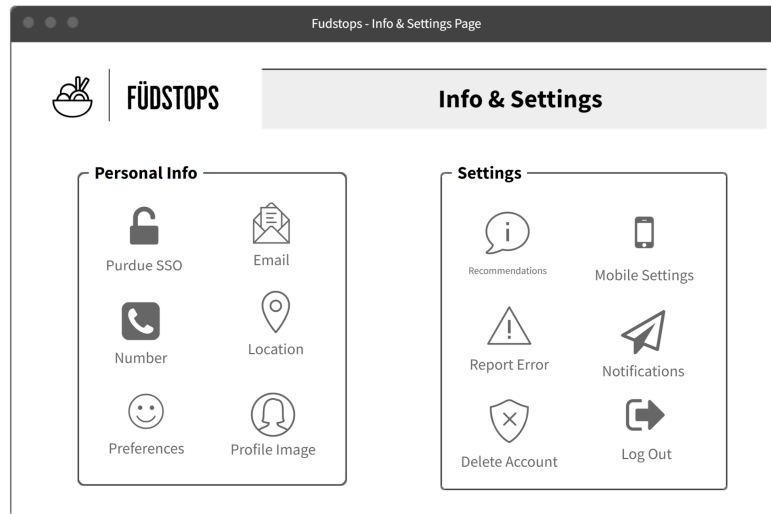 Fudstops - Info & Settings Page
FÜDSTOPS
Info & Settings
Personal Info
Purdue SSO
Email
Number
Location
Preferences
Profile Image
Settings
Recommendations
Mobile Settings
Report Error
Notifications
Delete Account
Log Out